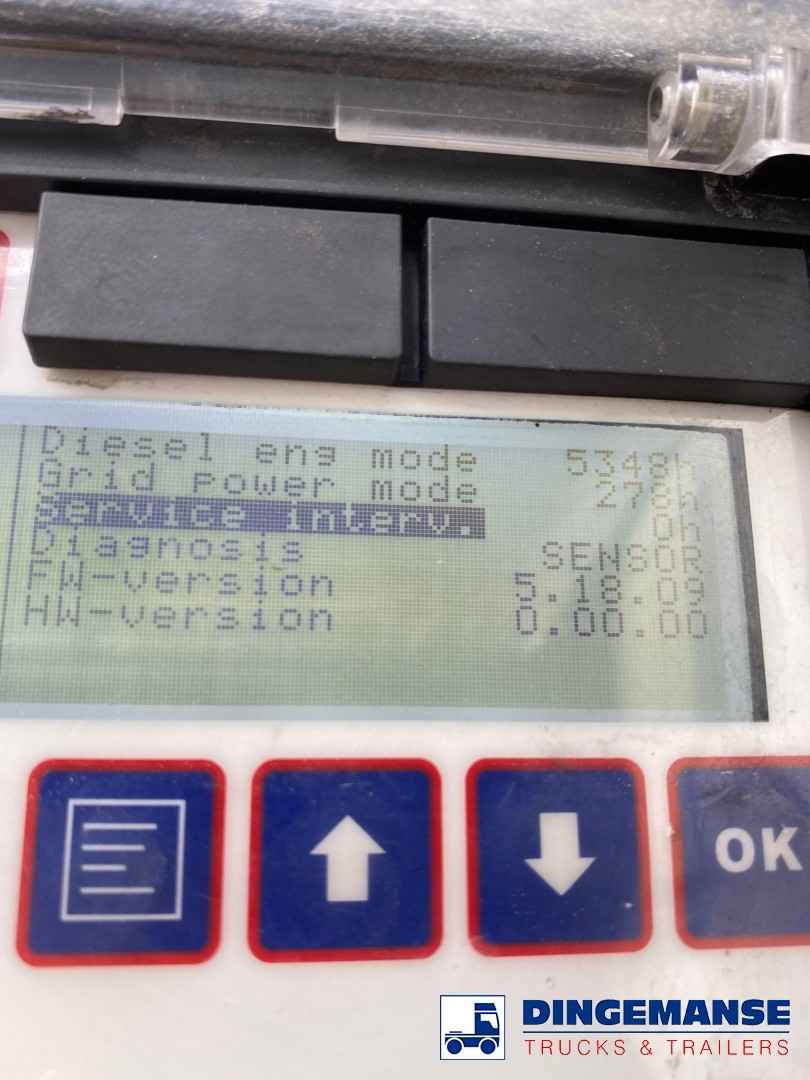 Diesel eng mode 5348h
Grid power mode 278h
Service interv. 0h
Diagnosis SENSOR
FW-version 5.18.09
HW-version 0.00.00
OK
DINGEMANSE
TRUCKS & TRAILERS